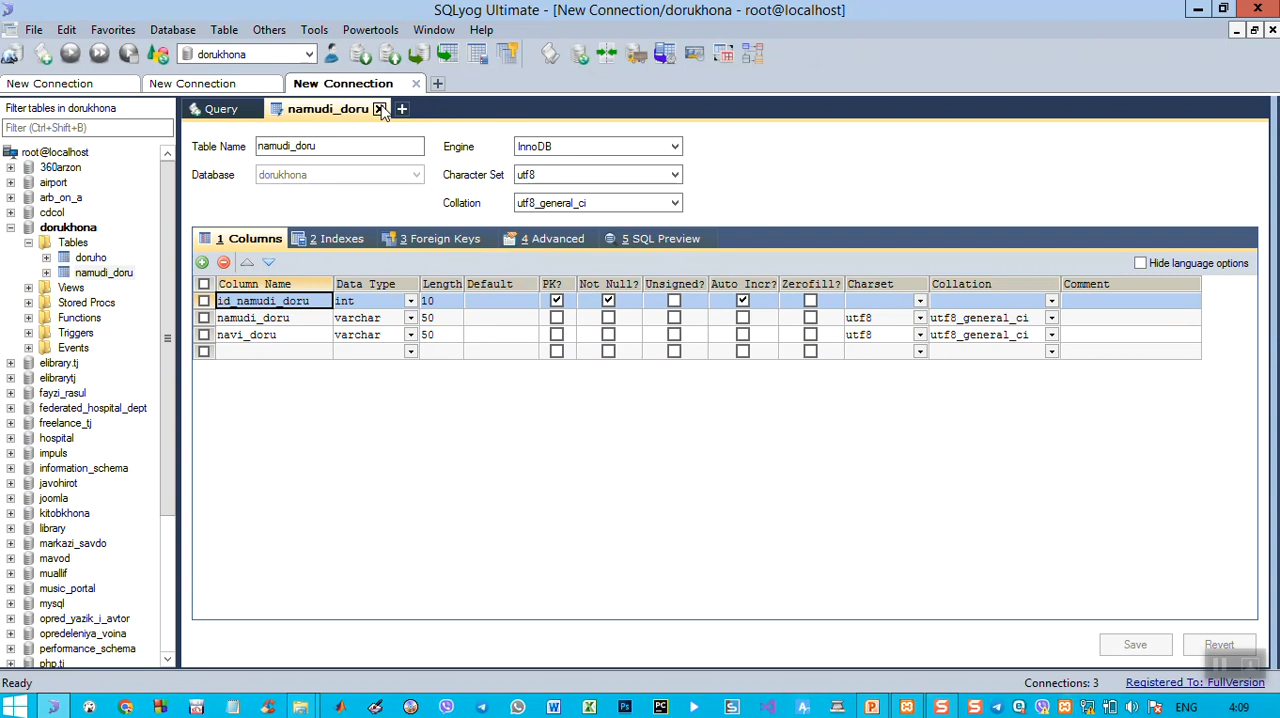 SQLyog Ultimate - [New Connection/dorukhona - root@localhost]
File Edit Favorites Database Table Others Tools Powertools Window Help
dorukhona
New Connection New Connection New Connection
Filter tables in dorukhona
Filter (Ctrl+Shift+B)
root@localhost
360arzon
airport
arb_on_a
cdcol
dorukhona
Tables
doruho
namudi_doru
Views
Stored Procs
Functions
Triggers
Events
elibrary.tj
elibrarytj
fayzi_rasul
federated_hospital_dept
freelance_tj
hospital
impuls
information_schema
javohirot
joomla
kitobkhona
library
markazi_savdo
mavod
muallif
music_portal
mysql
opred_yazik_i_avtor
opredeleniya_voina
performance_schema
php.tj
Query namudi_doru
Table Name namudi_doru Engine InnoDB
Database dorukhona Character Set utf8
Collation utf8_general_ci
1 Columns 2 Indexes 3 Foreign Keys 4 Advanced 5 SQL Preview
Hide language options
Column Name Data Type Length Default PK? Not Null? Unsigned? Auto Incr? Zerofill? Charset Collation Comment
id_namudi_doru int 10
namudi_doru varchar 50 utf8 utf8_general_ci
navi_doru varchar 50 utf8 utf8_general_ci
Save Revert
Ready Connections: 3 Registered To: FullVersion
ENG 4:09